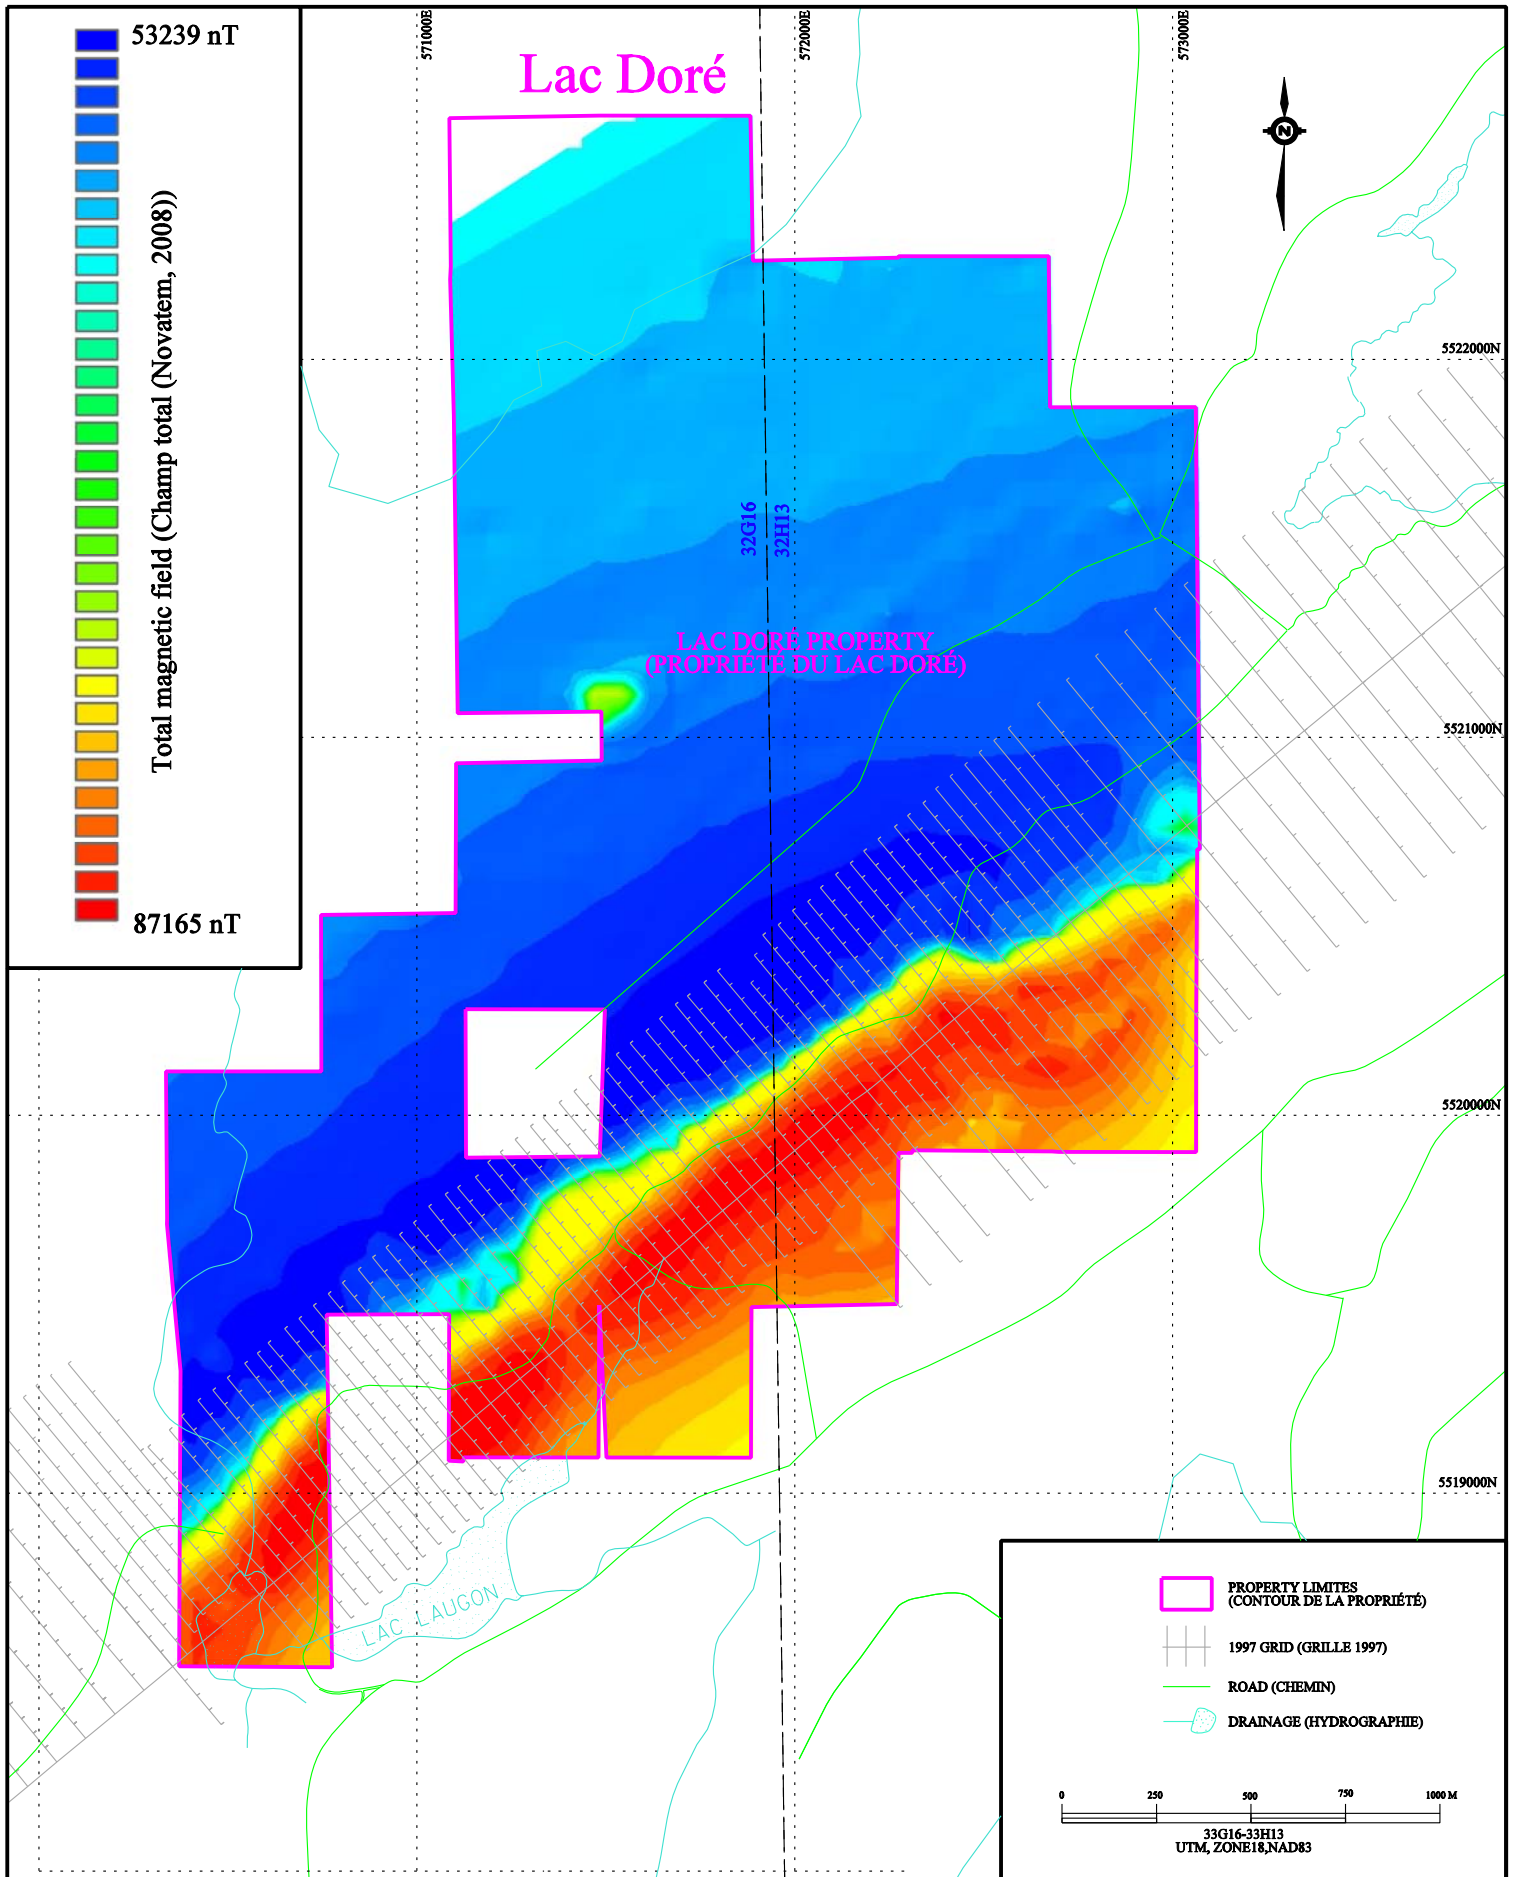 53239 nT
Total magnetic field (Champ total (Novatem, 2008))
87165 nT
571000E
572000E
573000E
Lac Doré
N
5522000N
32G16
32H13
LAC DORÉ PROPERTY
(PROPRIÉTÉ DU LAC DORÉ)
5521000N
5520000N
5519000N
LAC LAUGON
PROPERTY LIMITES
(CONTOUR DE LA PROPRIÉTÉ)
1997 GRID (GRILLE 1997)
ROAD (CHEMIN)
DRAINAGE (HYDROGRAPHIE)
0 250 500 750 1000 M
33G16-33H13
UTM, ZONE18,NAD83